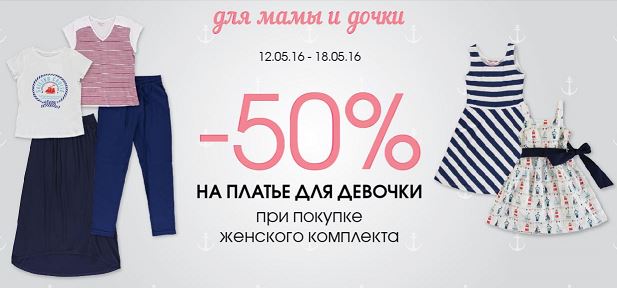 для мамы и дочки
12.05.16 - 18.05.16
-50%
НА ПЛАТЬЕ ДЛЯ ДЕВОЧКИ
при покупке
женского комплекта